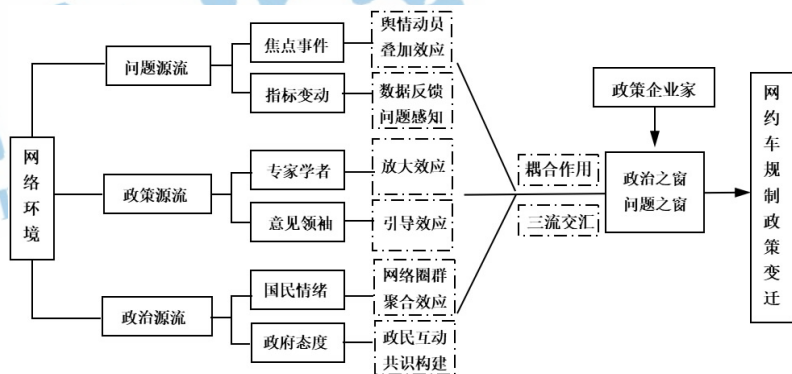 网络环境
问题源流
焦点事件
舆情动员
叠加效应
指标变动
数据反馈
问题感知
政策源流
专家学者
放大效应
意见领袖
引导效应
政治源流
国民情绪
网络圈群
聚合效应
政府态度
政民互动
共识构建
耦合作用
三流交汇
政策企业家
政治之窗
问题之窗
网约车规制政策变迁